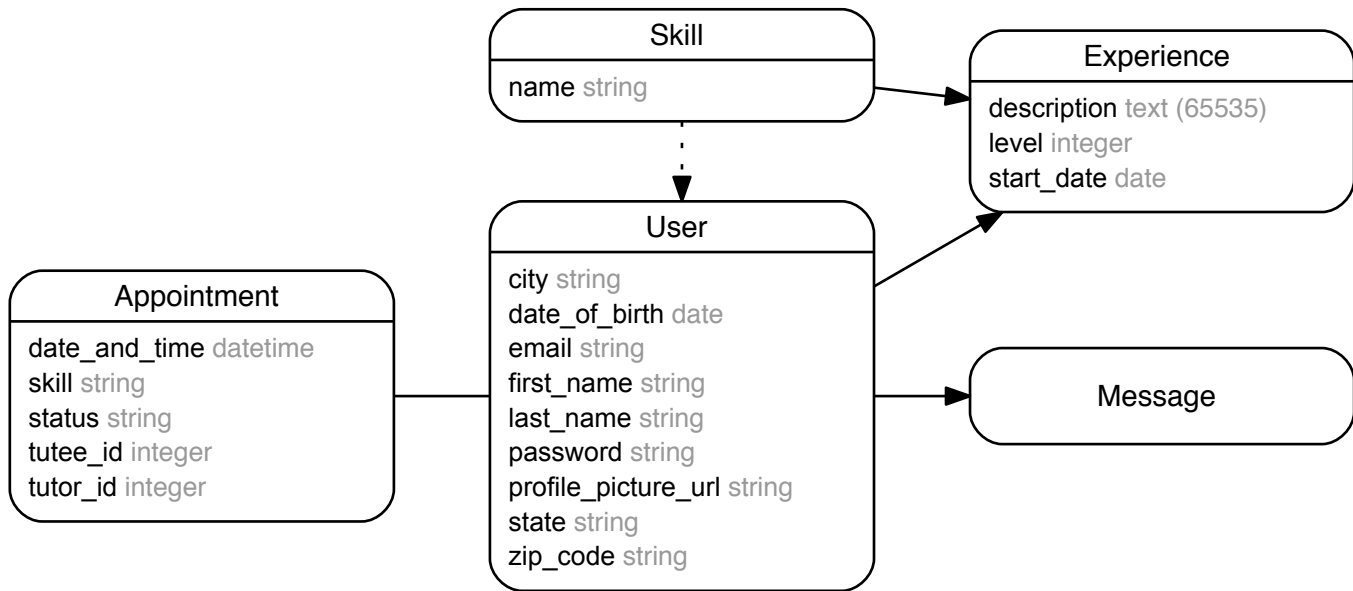 Skill
name string
Experience
description text (65535)
level integer
start_date date
User
city string
date_of_birth date
email string
first_name string
last_name string
password string
profile_picture_url string
state string
zip_code string
Appointment
date_and_time datetime
skill string
status string
tutee_id integer
tutor_id integer
Message